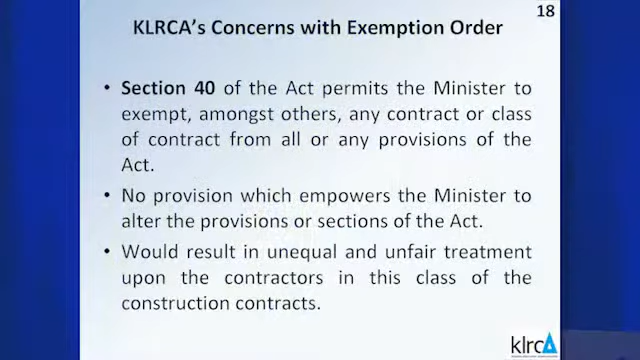 18
KLRCA's Concerns with Exemption Order
• Section 40 of the Act permits the Minister to
exempt, amongst others, any contract or class
of contract from all or any provisions of the
Act.
• No provision which empowers the Minister to
alter the provisions or sections of the Act.
• Would result in unequal and unfair treatment
upon the contractors in this class of the
construction contracts.
klrcA